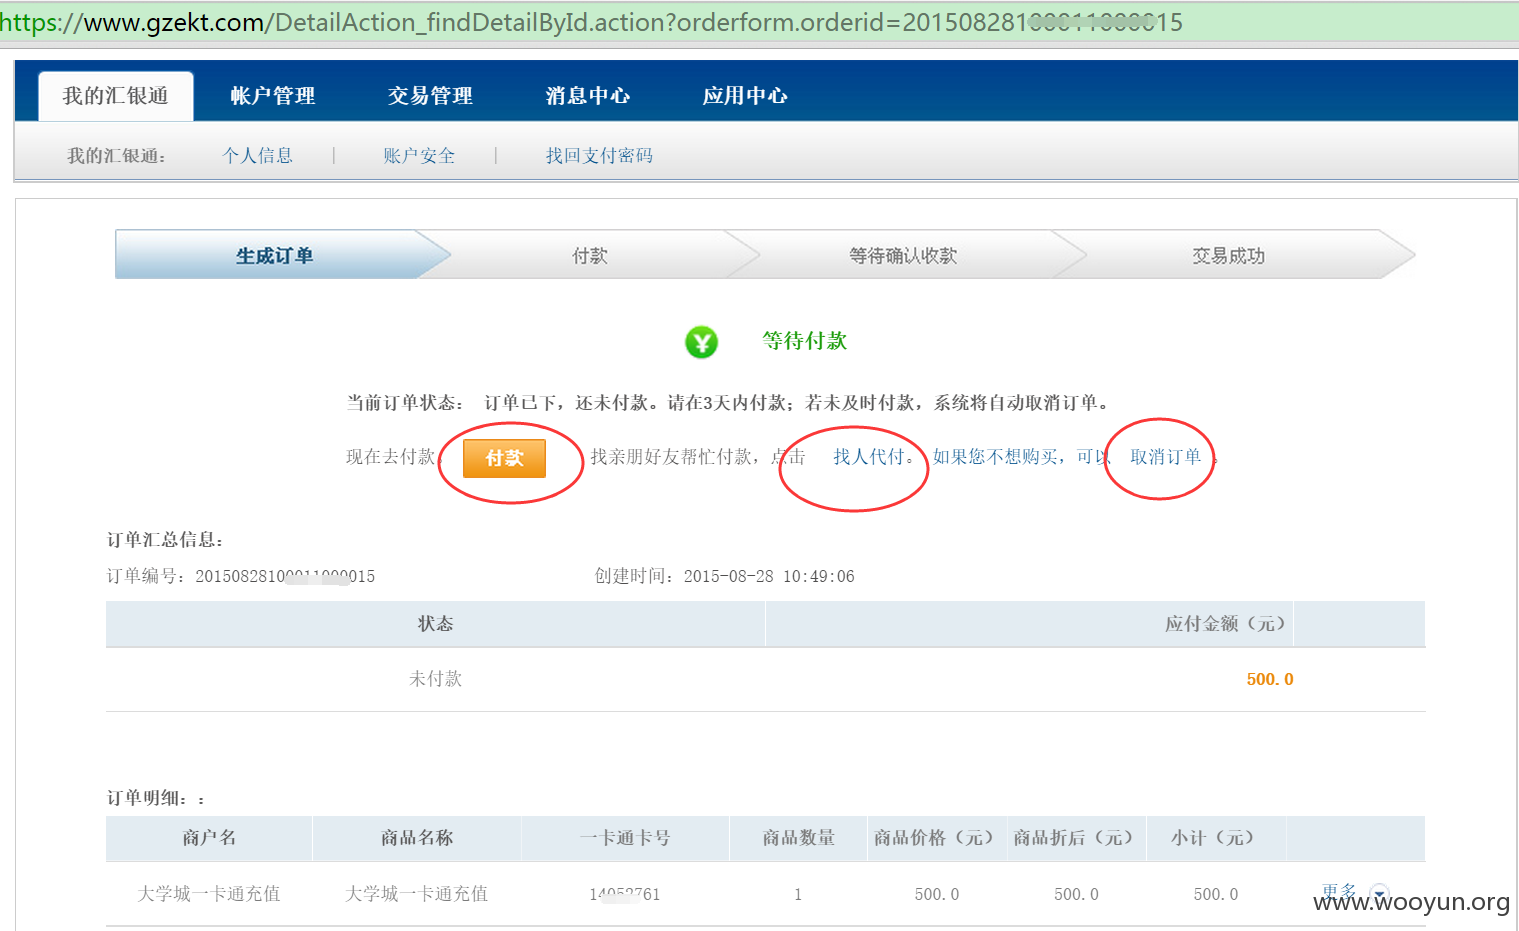 https://www.gzekt.com/DetailAction_findDetailById.action?orderform.orderid=20150828100011000015
我的汇银通 帐户管理 交易管理 消息中心 应用中心
我的汇银通： 个人信息 | 账户安全 | 找回支付密码
生成订单 付款 等待确认收款 交易成功
¥ 等待付款
当前订单状态： 订单已下，还未付款。请在3天内付款；若未及时付款，系统将自动取消订单。
现在去付款 付款 找亲朋好友帮忙付款，点击 找人代付。 如果您不想购买，可以 取消订单 。
订单汇总信息：
订单编号：20150828100011000015 创建时间：2015-08-28 10:49:06
状态 应付金额（元）
未付款 500.0
订单明细：：
商户名 商品名称 一卡通卡号 商品数量 商品价格（元） 商品折后（元） 小计（元）
大学城一卡通充值 大学城一卡通充值 1 500.0 500.0 500.0 更多
www.wooyun.org